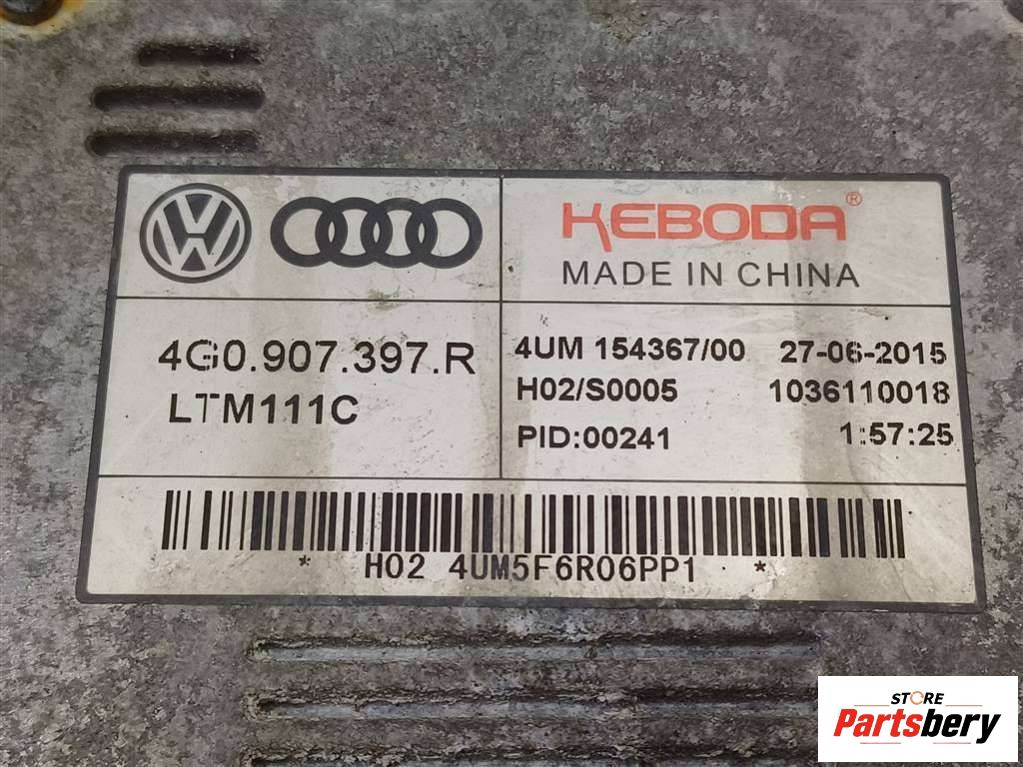 VW
KEBODA®
MADE IN CHINA
4G0.907.397.R
LTM111C
4UM 154367/00 27-06-2015
H02/S0005 1036110018
PID:00241 1:57:25
* H02 4UM5F6R06PP1 *
STORE
Partsbery